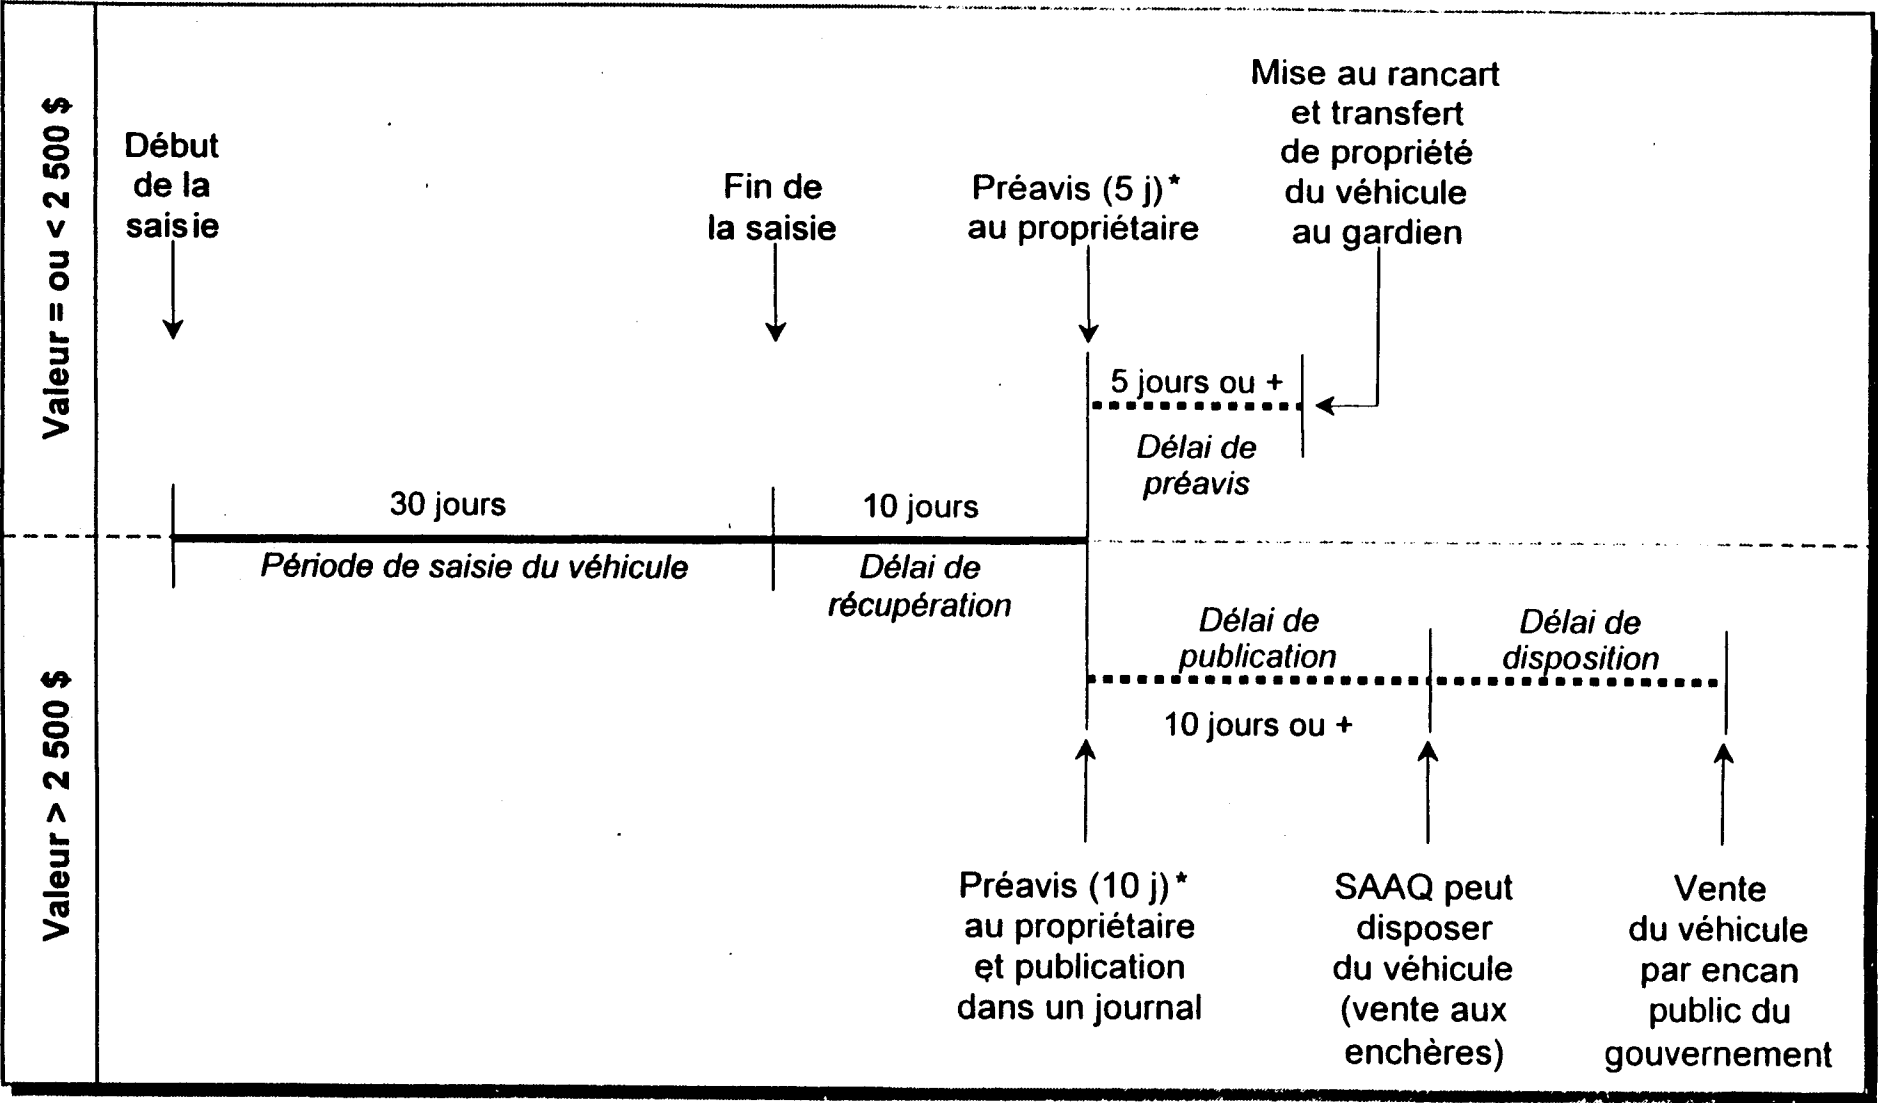 Valeur = ou < 2 500 $
Début
de la
saisie
Fin de
la saisie
Préavis (5 j)*
au propriétaire
Mise au rancart
et transfert
de propriété
du véhicule
au gardien
5 jours ou +
Délai de
préavis
30 jours
10 jours
Période de saisie du véhicule
Délai de
récupération
Valeur > 2 500 $
Délai de
publication
Délai de
disposition
10 jours ou +
Préavis (10 j)*
au propriétaire
et publication
dans un journal
SAAQ peut
disposer
du véhicule
(vente aux
enchères)
Vente
du véhicule
par encan
public du
gouvernement